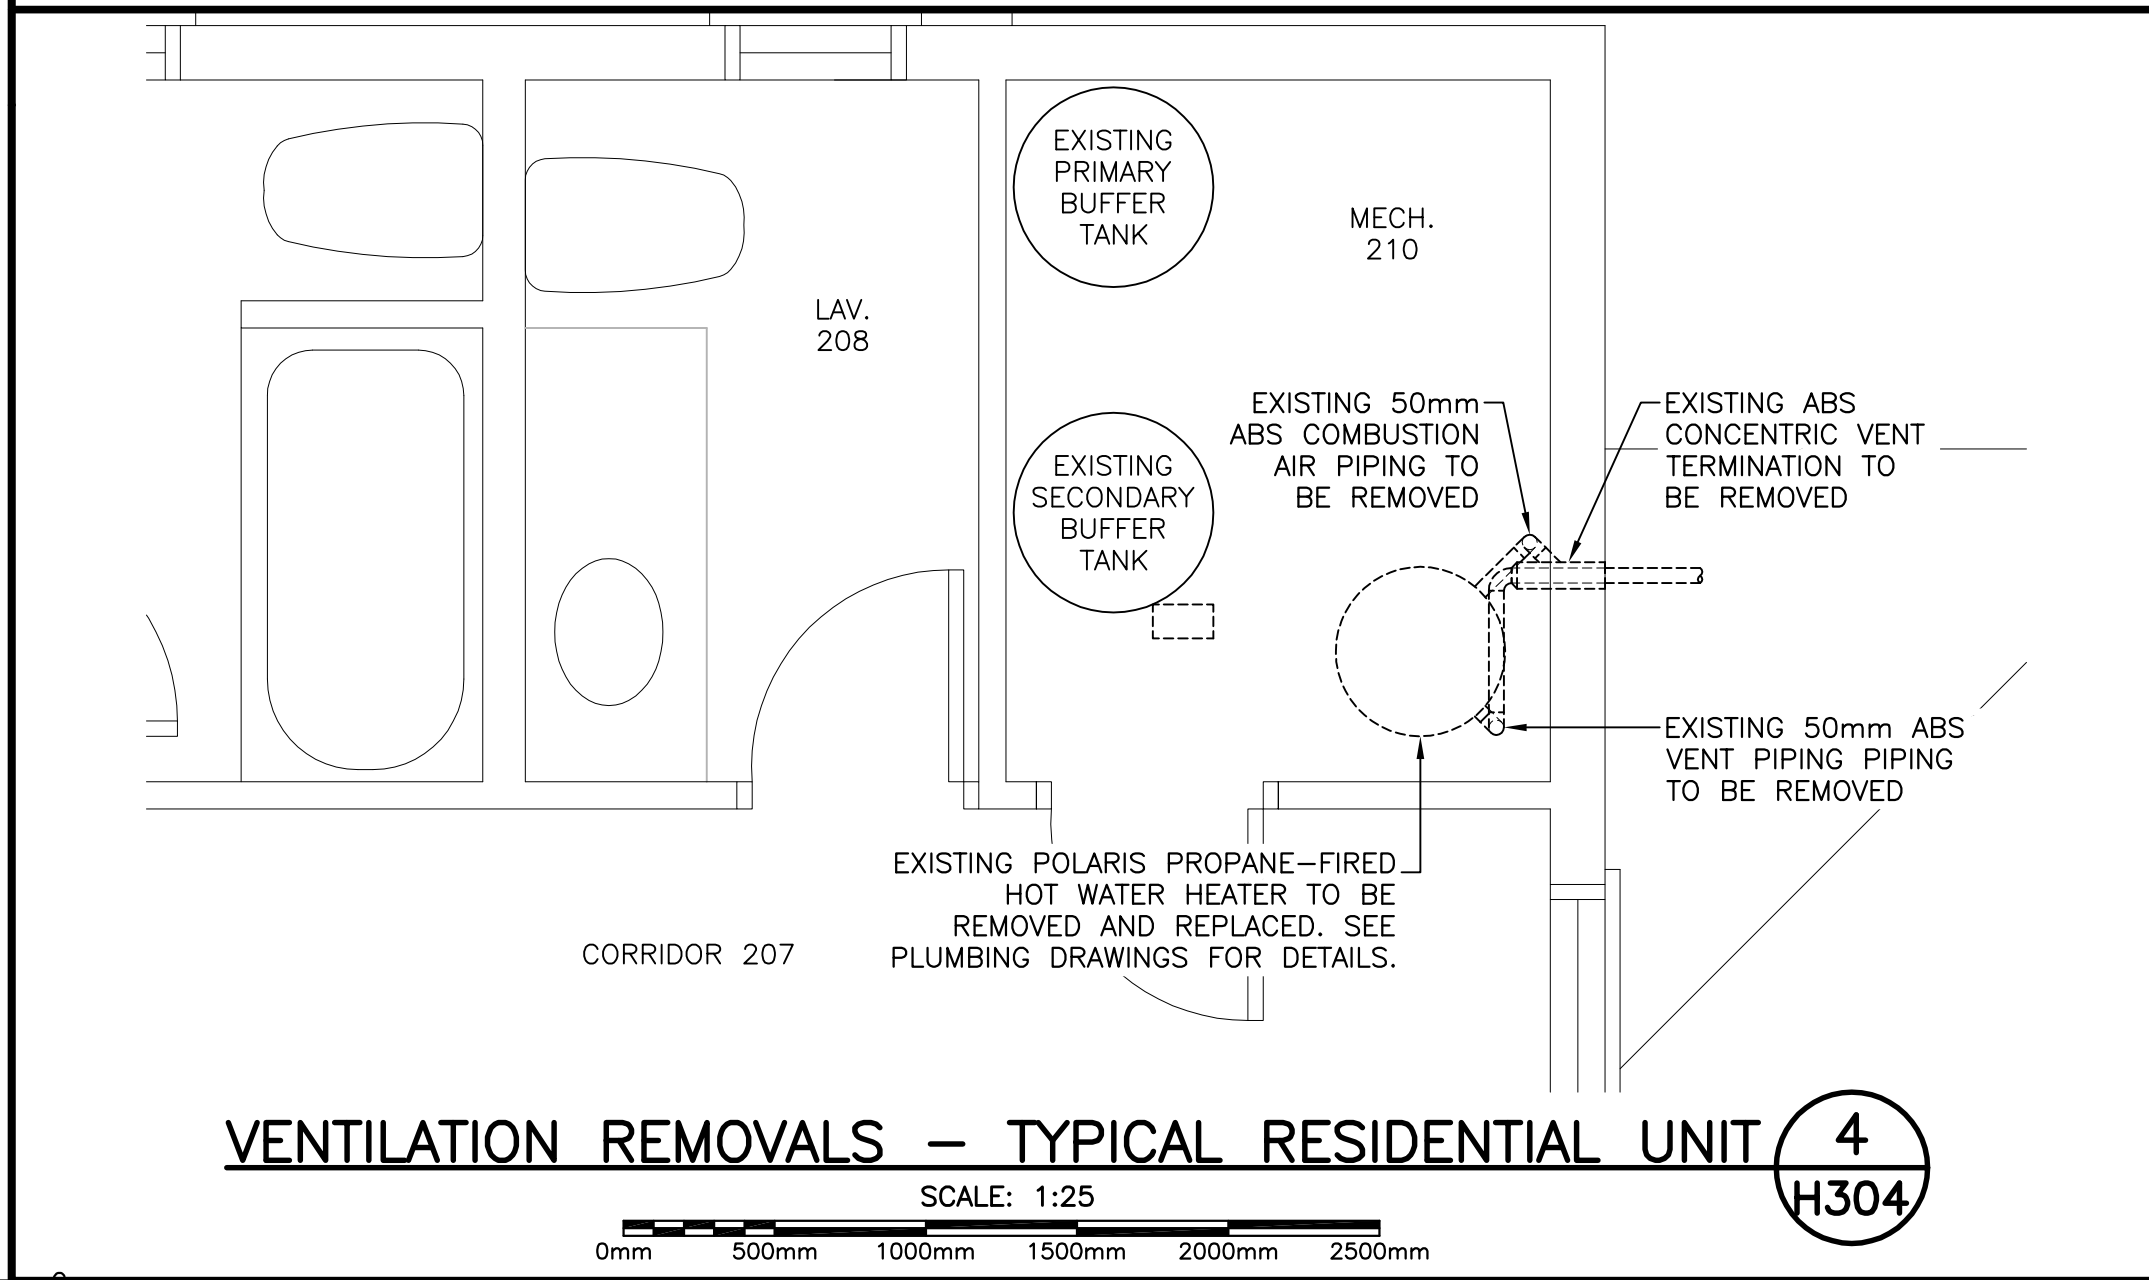 EXISTING
PRIMARY
BUFFER
TANK
MECH.
210
LAV.
208
EXISTING 50mm
ABS COMBUSTION
AIR PIPING TO
BE REMOVED
EXISTING ABS
CONCENTRIC VENT
TERMINATION TO
BE REMOVED
EXISTING
SECONDARY
BUFFER
TANK
EXISTING 50mm ABS
VENT PIPING PIPING
TO BE REMOVED
EXISTING POLARIS PROPANE-FIRED
HOT WATER HEATER TO BE
REMOVED AND REPLACED. SEE
PLUMBING DRAWINGS FOR DETAILS.
CORRIDOR 207
VENTILATION REMOVALS - TYPICAL RESIDENTIAL UNIT
4
H304
SCALE: 1:25
0mm 500mm 1000mm 1500mm 2000mm 2500mm